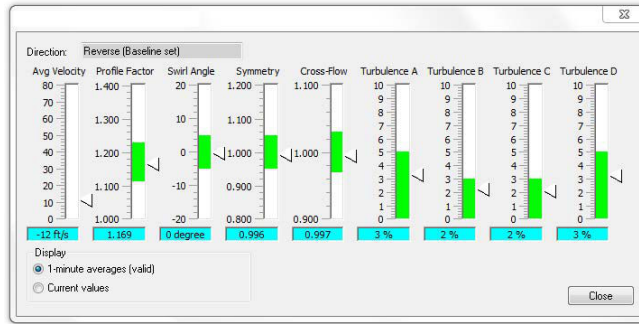 Direction: Reverse (Baseline set)
Avg Velocity Profile Factor Swirl Angle Symmetry Cross-Flow Turbulence A Turbulence B Turbulence C Turbulence D
80 1.400 20 1.200 1.100 10 10 10 10
70 9 9 9 9
60 1.300 10 1.100 8 8 8 8
50 7 7 7 7
40 1.200 0 1.000 1.000 6 6 6 6
30 5 5 5 5
20 1.100 -10 0.900 4 4 4 4
10 3 3 3 3
2 2 2 2
1 1 1 1
0 1.000 -20 0.800 0.900 0 0 0 0
-12 ft/s 1.169 0 degree 0.996 0.997 3 % 2 % 2 % 3 %
Display
1-minute averages (valid)
Current values
Close